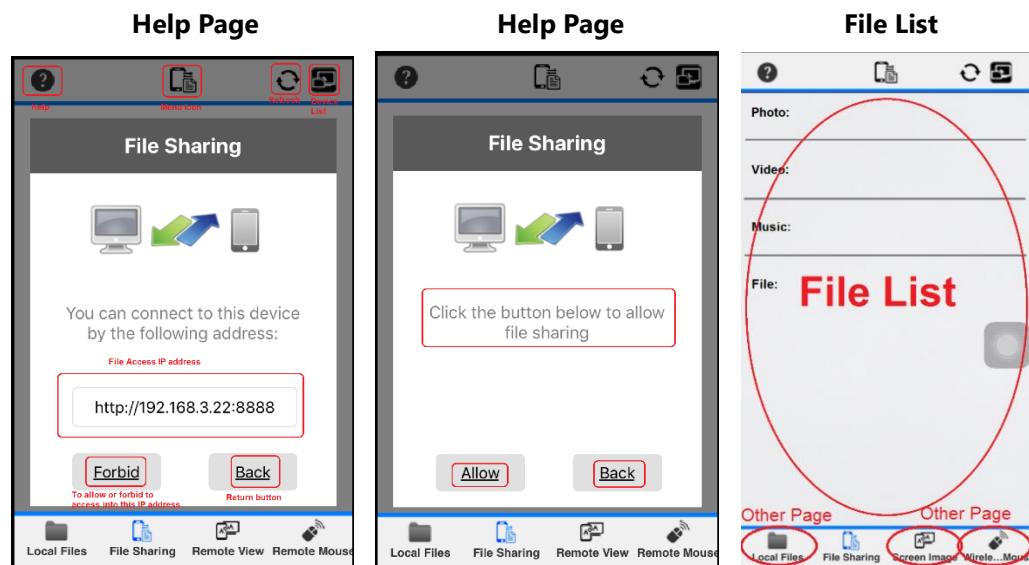 Help Page
Help
Menu icon
Refresh
Device
List
File Sharing
You can connect to this device
by the following address:
File Access IP address
http://192.168.3.22:8888
Forbid
Back
To allow or forbid to
access into this IP address
Return button
Local Files
File Sharing
Remote View
Remote Mouse
Help Page
File Sharing
Click the button below to allow
file sharing
Allow
Back
Local Files
File Sharing
Remote View
Remote Mouse
File List
Photo:
Video:
Music:
File:
File List
Other Page
Other Page
Local Files
File Sharing
Screen Image
Wirele...Mous